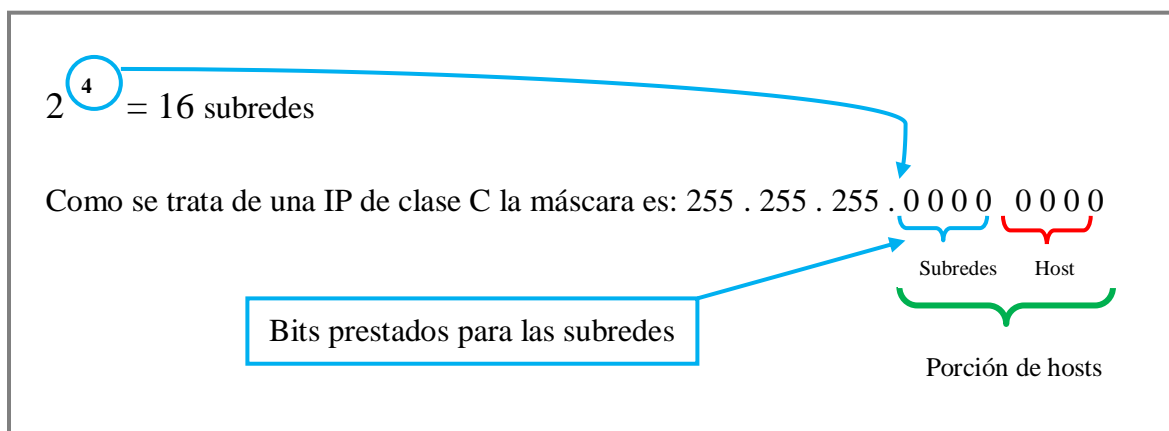 2 4 = 16 subredes
Como se trata de una IP de clase C la máscara es: 255 . 255 . 255 . 0 0 0 0 0 0 0 0
Subredes Host
Bits prestados para las subredes
Porción de hosts